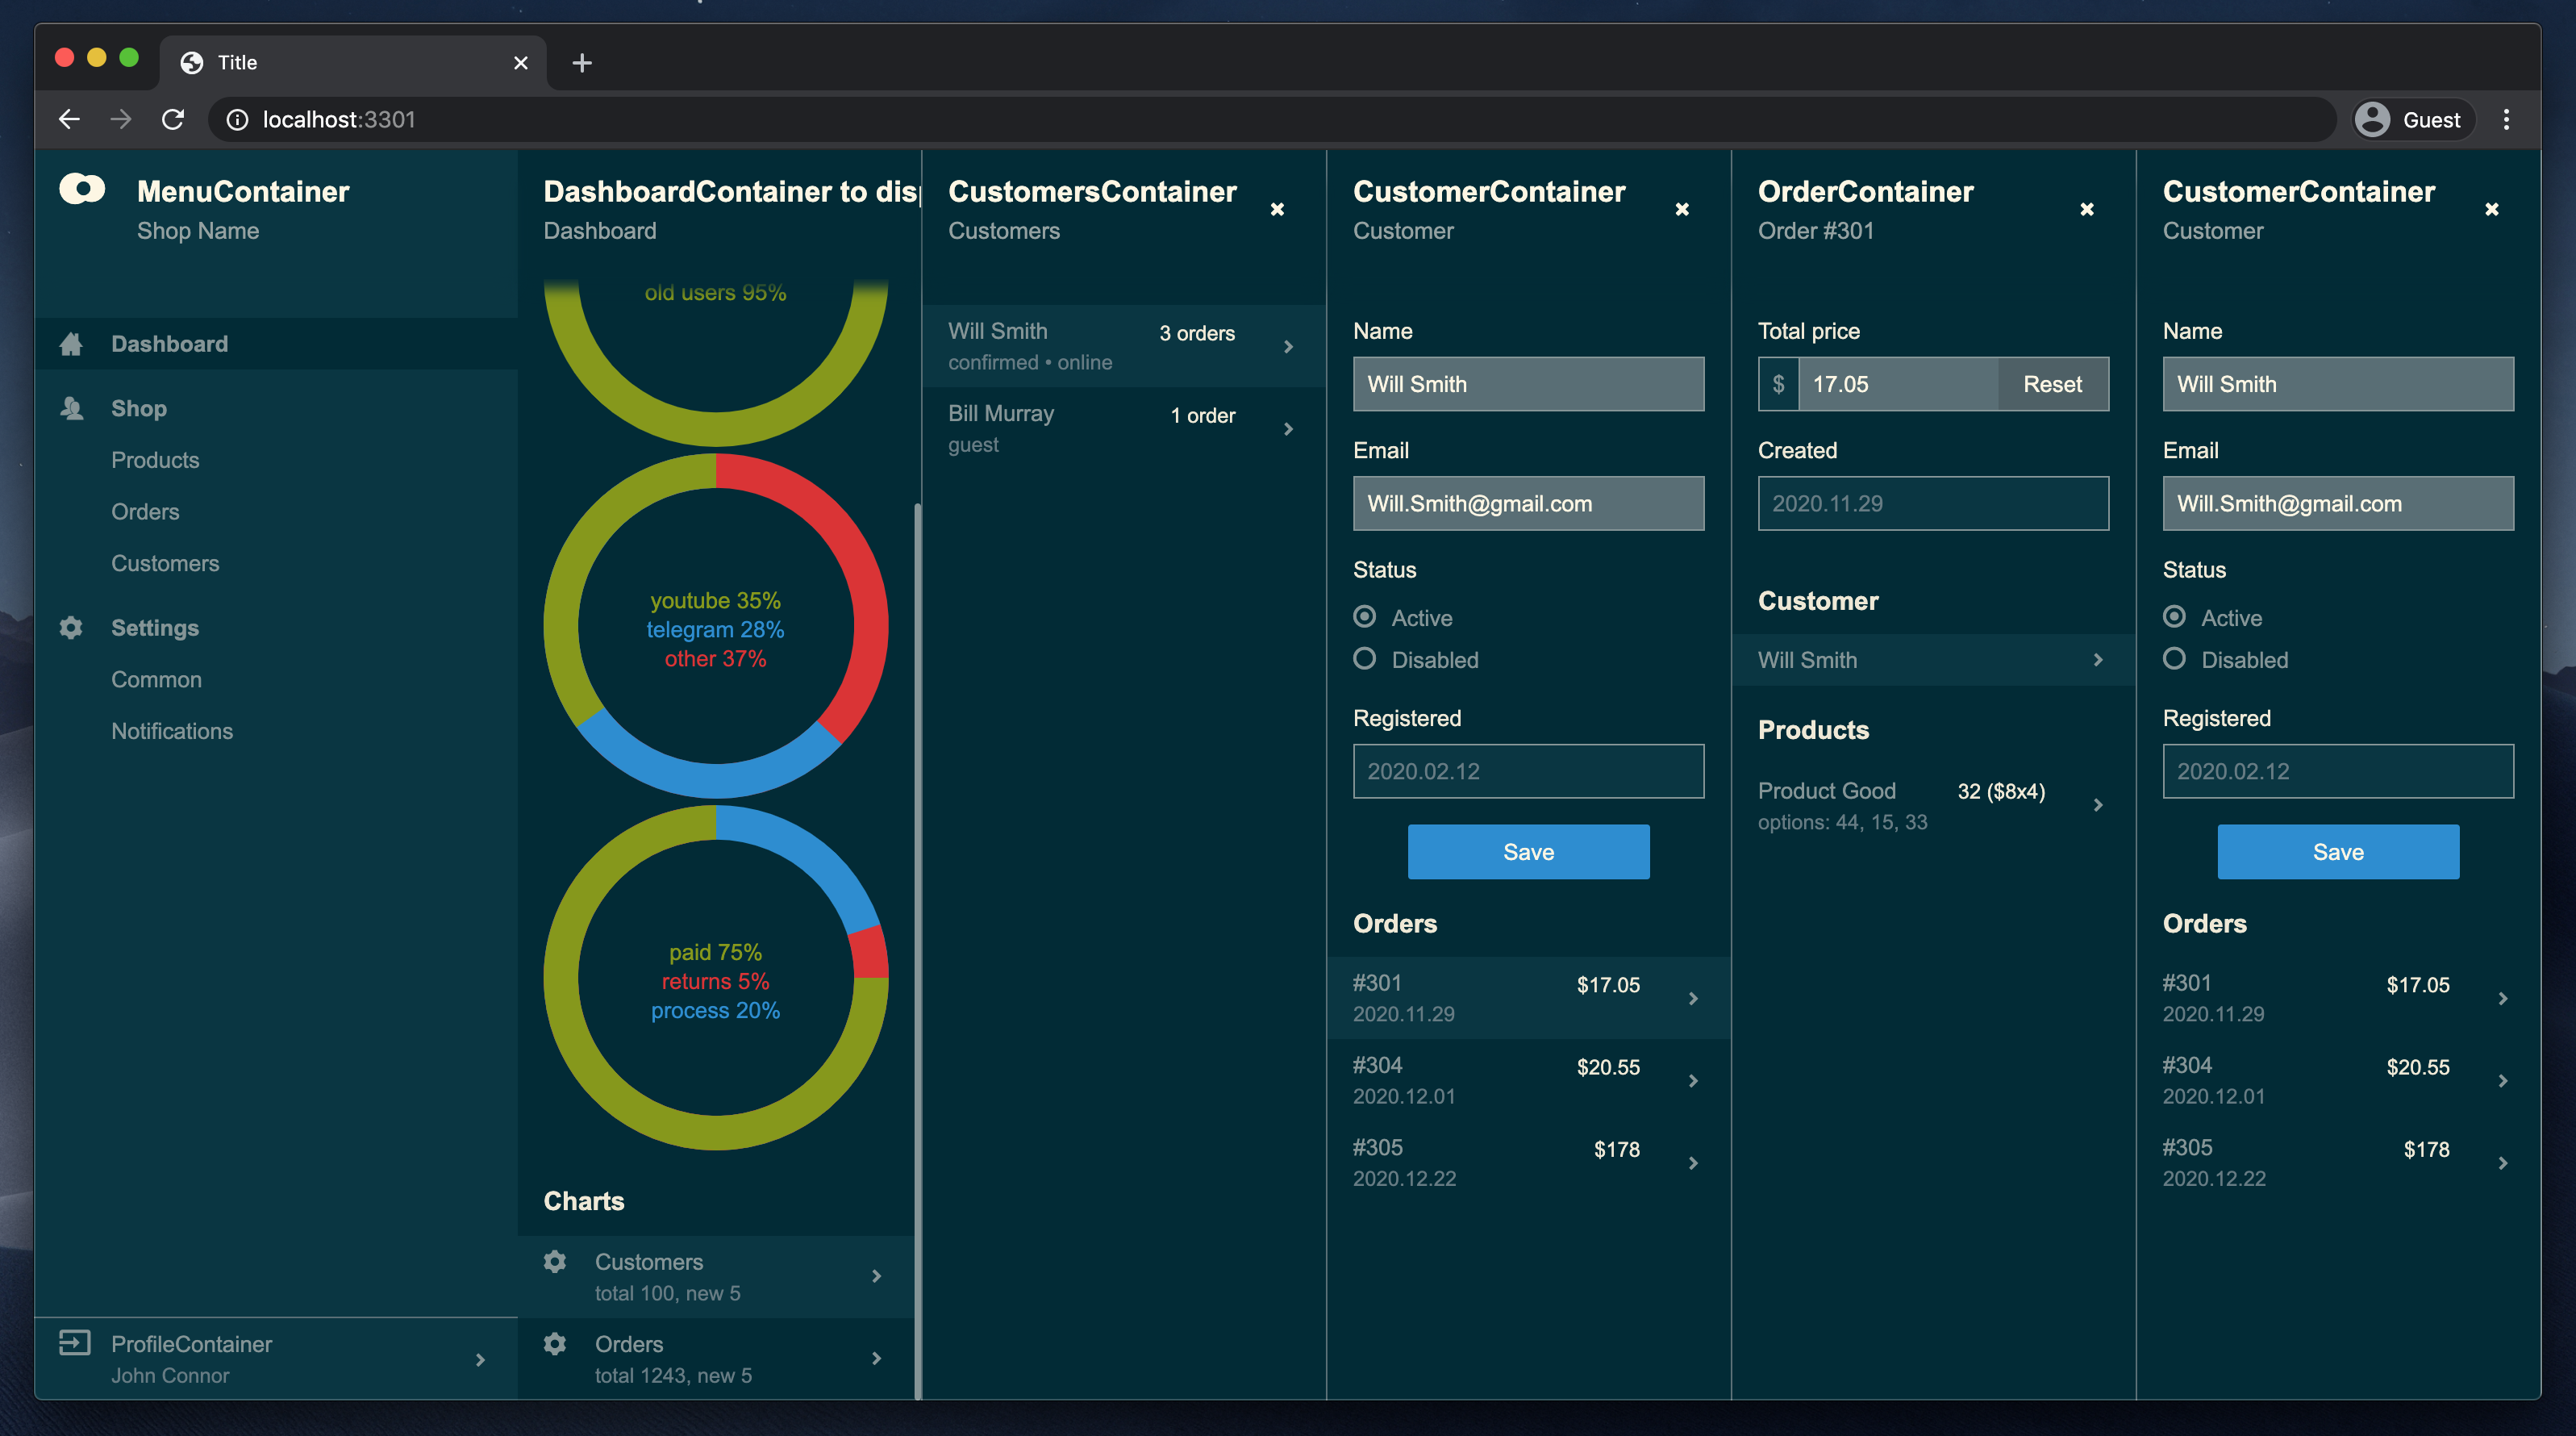 Title
localhost:3301
Guest
MenuContainer
Shop Name
Dashboard
Shop
Products
Orders
Customers
Settings
Common
Notifications
ProfileContainer
John Connor
DashboardContainer to disp
Dashboard
old users 95%
youtube 35%
telegram 28%
other 37%
paid 75%
returns 5%
process 20%
Charts
Customers
total 100, new 5
Orders
total 1243, new 5
CustomersContainer
Customers
Will Smith
3 orders
confirmed • online
Bill Murray
1 order
guest
CustomerContainer
Customer
Name
Will Smith
Email
Will.Smith@gmail.com
Status
Active
Disabled
Registered
2020.02.12
Save
Orders
#301
$17.05
2020.11.29
#304
$20.55
2020.12.01
#305
$178
2020.12.22
OrderContainer
Order #301
Total price
$ 17.05 Reset
Created
2020.11.29
Customer
Will Smith
Products
Product Good
32 ($8x4)
options: 44, 15, 33
CustomerContainer
Customer
Name
Will Smith
Email
Will.Smith@gmail.com
Status
Active
Disabled
Registered
2020.02.12
Save
Orders
#301
$17.05
2020.11.29
#304
$20.55
2020.12.01
#305
$178
2020.12.22